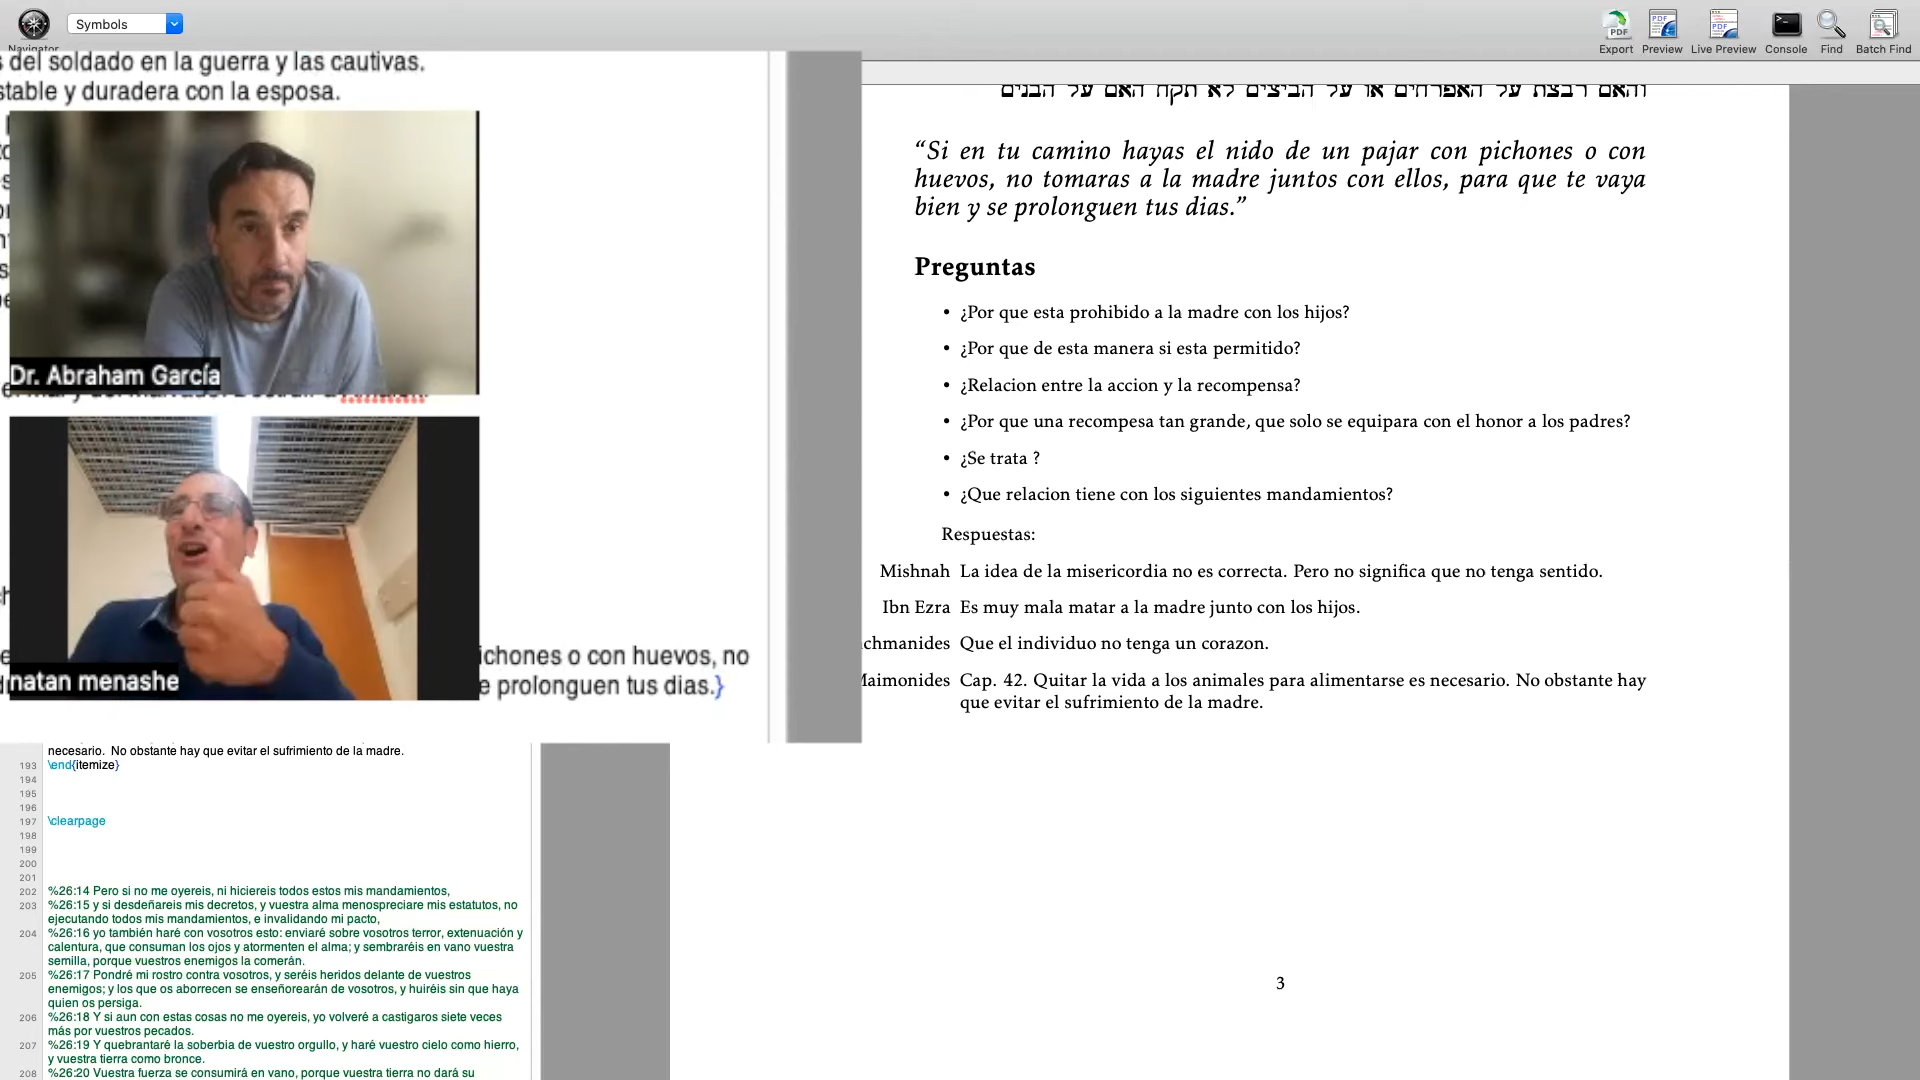 Symbols
Navigator
Export
Preview
Live Preview
Console
Find
Batch Find
del soldado en la guerra y las cautivas.
stable y duradera con la esposa.
Dr. Abraham García
natan menashe
ichones o con huevos, no
e prolonguen tus dias.}
necesario. No obstante hay que evitar el sufrimiento de la madre.
193 \end{itemize}
194
195
196
197 \clearpage
198
199
200
201
202 %26:14 Pero si no me oyereis, ni hiciereis todos estos mis mandamientos,
203 %26:15 y si desdeñareis mis decretos, y vuestra alma menospreciare mis estatutos, no
ejecutando todos mis mandamientos, e invalidando mi pacto,
204 %26:16 yo también haré con vosotros esto: enviaré sobre vosotros terror, extenuación y
calentura, que consuman los ojos y atormenten el alma; y sembraréis en vano vuestra
semilla, porque vuestros enemigos la comerán.
205 %26:17 Pondré mi rostro contra vosotros, y seréis heridos delante de vuestros
enemigos; y los que os aborrecen se enseñorearán de vosotros, y huiréis sin que haya
quien os persiga.
206 %26:18 Y si aun con estas cosas no me oyereis, yo volveré a castigaros siete veces
más por vuestros pecados.
207 %26:19 Y quebrantaré la soberbia de vuestro orgullo, y haré vuestro cielo como hierro,
y vuestra tierra como bronce.
208 %26:20 Vuestra fuerza se consumirá en vano, porque vuestra tierra no dará su
והאם רבצת על האפרחים או על הביצים לא תקח האם על הבנים
“Si en tu camino hayas el nido de un pajar con pichones o con
huevos, no tomaras a la madre juntos con ellos, para que te vaya
bien y se prolonguen tus dias.”
Preguntas
• ¿Por que esta prohibido a la madre con los hijos?
• ¿Por que de esta manera si esta permitido?
• ¿Relacion entre la accion y la recompensa?
• ¿Por que una recompesa tan grande, que solo se equipara con el honor a los padres?
• ¿Se trata ?
• ¿Que relacion tiene con los siguientes mandamientos?
Respuestas:
Mishnah La idea de la misericordia no es correcta. Pero no significa que no tenga sentido.
Ibn Ezra Es muy mala matar a la madre junto con los hijos.
chmanides Que el individuo no tenga un corazon.
Maimonides Cap. 42. Quitar la vida a los animales para alimentarse es necesario. No obstante hay
que evitar el sufrimiento de la madre.
3